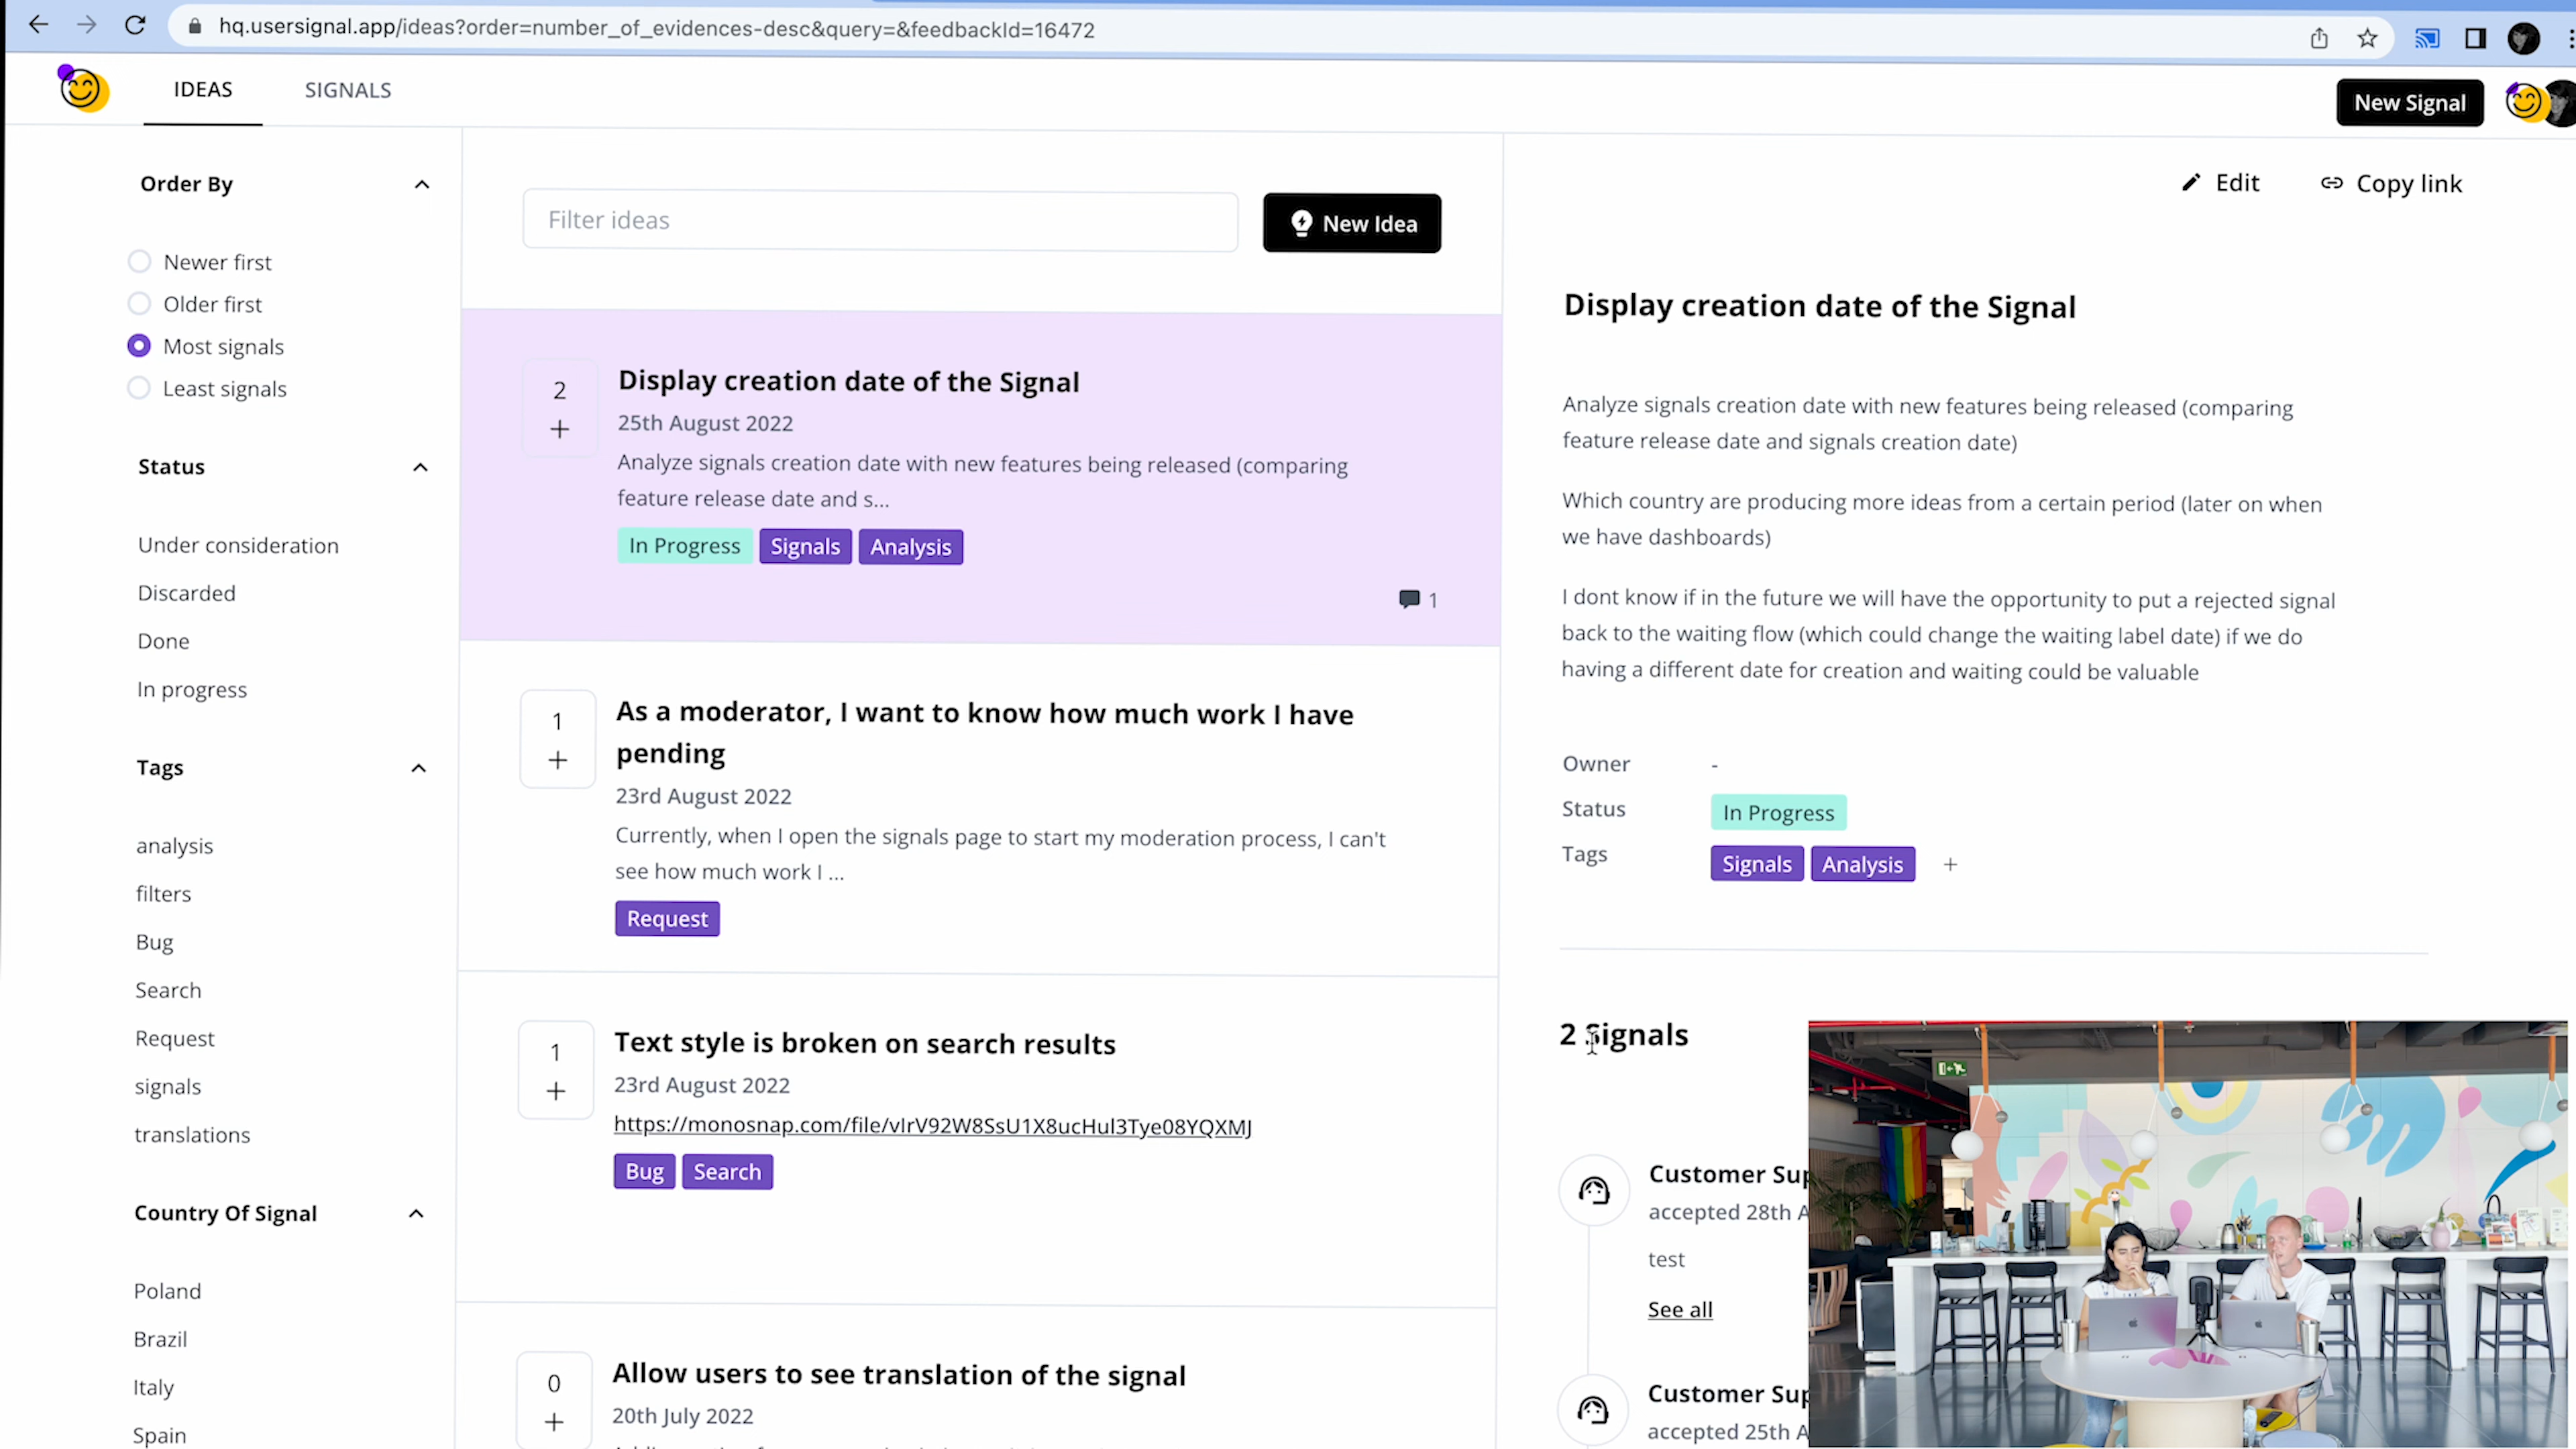 hq.usersignal.app/ideas?order=number_of_evidences-desc&query=&feedbackId=16472
IDEAS
SIGNALS
New Signal
Order By
Newer first
Older first
Most signals
Least signals
Status
Under consideration
Discarded
Done
In progress
Tags
analysis
filters
Bug
Search
Request
signals
translations
Country Of Signal
Poland
Brazil
Italy
Spain
Filter ideas
New Idea
2
+
Display creation date of the Signal
25th August 2022
Analyze signals creation date with new features being released (comparing
feature release date and s...
In Progress Signals Analysis
1
1
+
As a moderator, I want to know how much work I have
pending
23rd August 2022
Currently, when I open the signals page to start my moderation process, I can't
see how much work I ...
Request
1
+
Text style is broken on search results
23rd August 2022
https://monosnap.com/file/vIrV92W8SsU1X8ucHul3Tye08YQXMJ
Bug Search
0
+
Allow users to see translation of the signal
20th July 2022
Edit
Copy link
Display creation date of the Signal
Analyze signals creation date with new features being released (comparing
feature release date and signals creation date)
Which country are producing more ideas from a certain period (later on when
we have dashboards)
I dont know if in the future we will have the opportunity to put a rejected signal
back to the waiting flow (which could change the waiting label date) if we do
having a different date for creation and waiting could be valuable
Owner -
Status In Progress
Tags Signals Analysis +
2 Signals
Customer Sup
accepted 28th A
test
See all
Customer Sup
accepted 25th A